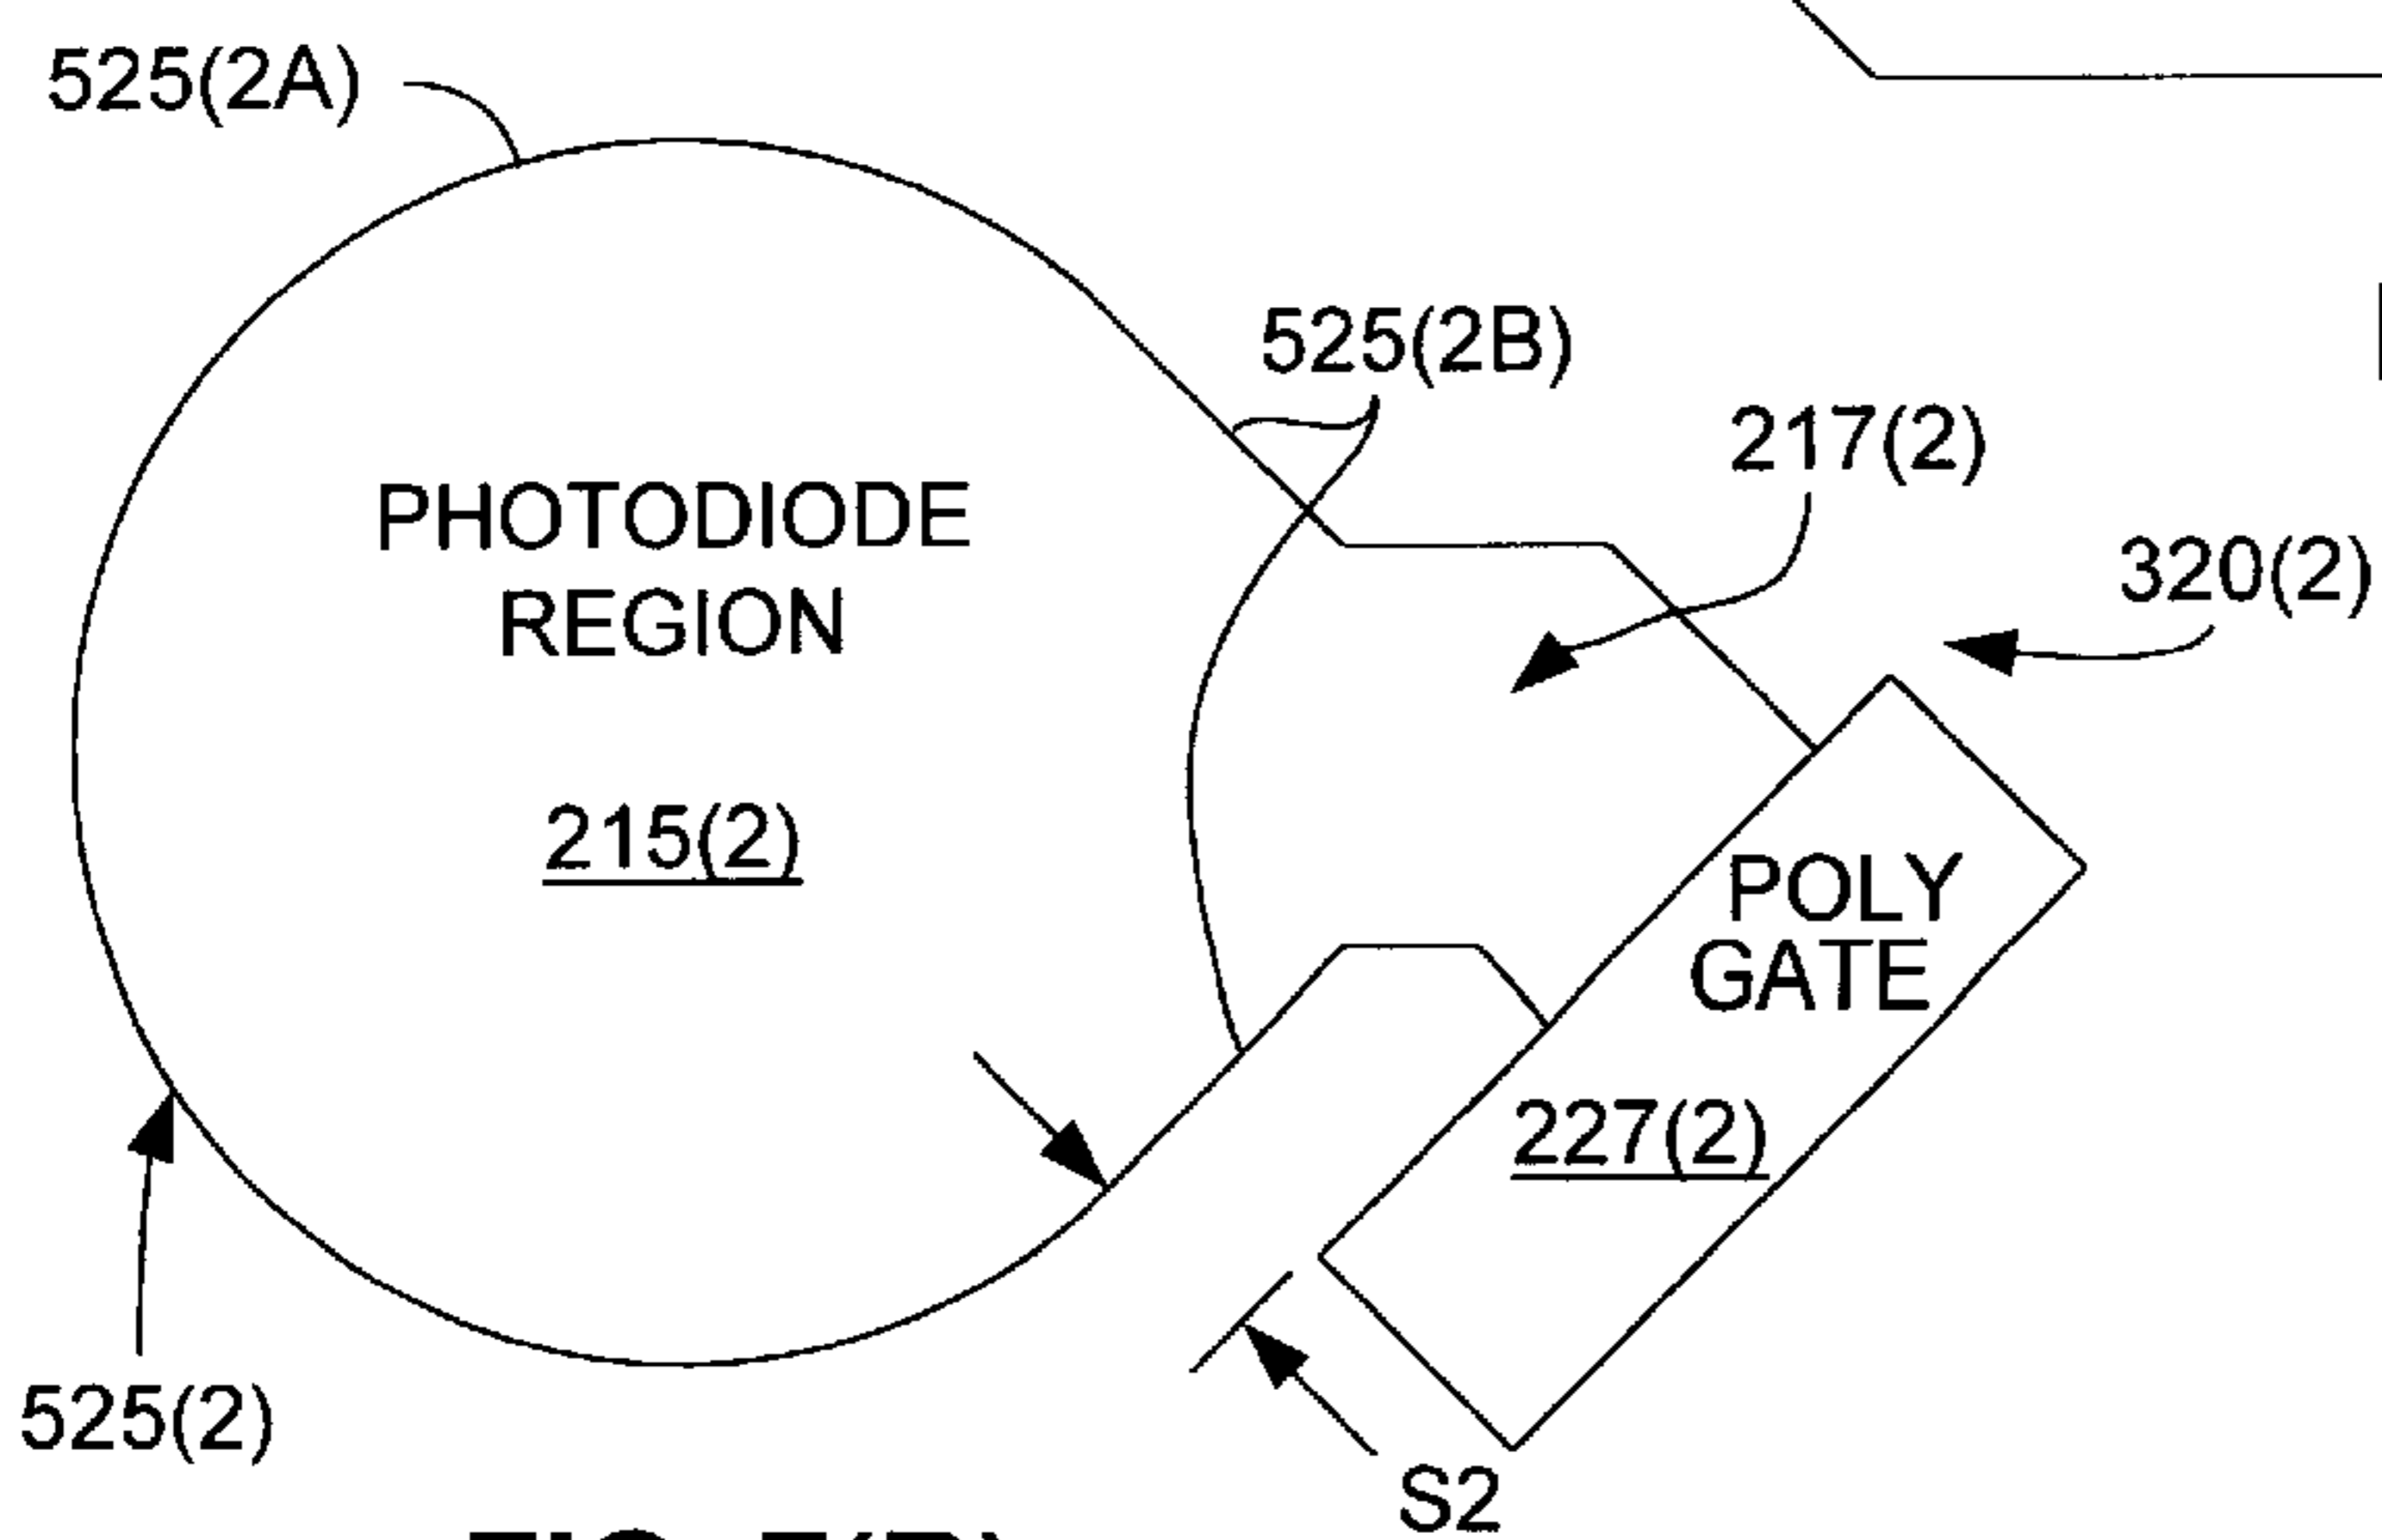 525(2A)
525(2B)
217(2)
320(2)
PHOTODIODE
REGION
215(2)
POLY
GATE
227(2)
525(2)
S2